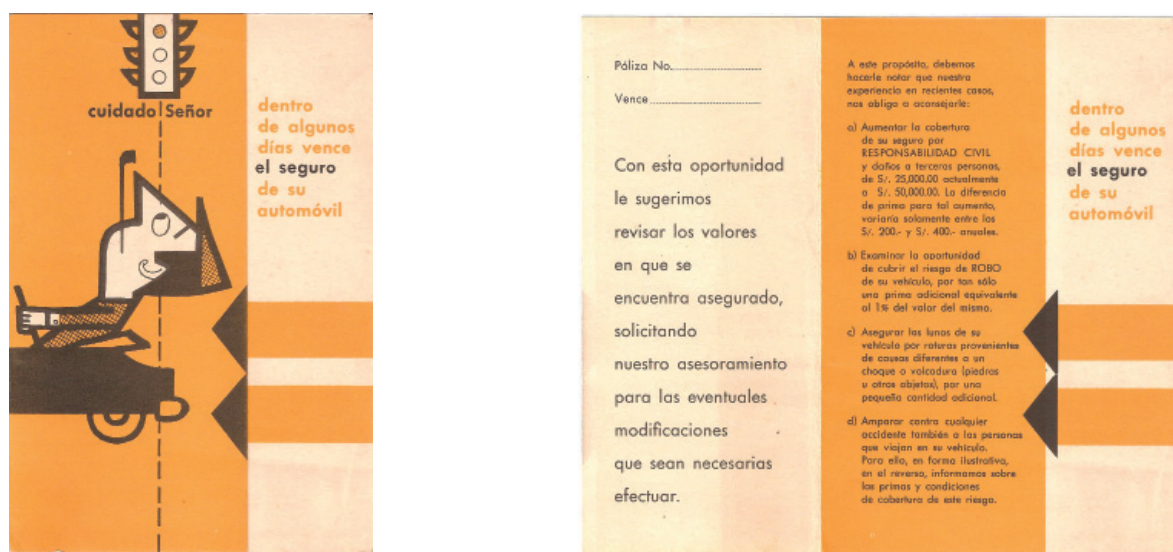 cuidado Señor
dentro
de algunos
días vence
el seguro
de su
automóvil
Póliza No.
Vence
Con esta oportunidad
le sugerimos
revisar los valores
en que se
encuentra asegurado,
solicitando
nuestro asesoramiento
para las eventuales
modificaciones
que sean necesarias
efectuar.
A este propósito, debemos
hacerle notar que nuestra
experiencia en recientes casos,
nos obliga a aconsejarle:
a) Aumentar la cobertura
de su seguro por
RESPONSABILIDAD CIVIL
y daños a terceras personas,
de S/. 25,000.00 actualmente
a S/. 50,000.00. La diferencia
de prima para tal aumento,
variaría solamente entre los
S/. 200.- y S/. 400.- anuales.
b) Examinar la oportunidad
de cubrir el riesgo de ROBO
de su vehículo, por tan sólo
una prima adicional equivalente
al 1% del valor del mismo.
c) Asegurar las lunas de su
vehículo por roturas provenientes
de causas diferentes a un
choque o volcadura (piedras
u otros objetos), por una
pequeña cantidad adicional.
d) Amparar contra cualquier
accidente también a las personas
que viajan en su vehículo.
Para ello, en forma ilustrativa,
en el reverso, informamos sobre
las primas y condiciones
de cobertura de este riesgo.
dentro
de algunos
días vence
el seguro
de su
automóvil